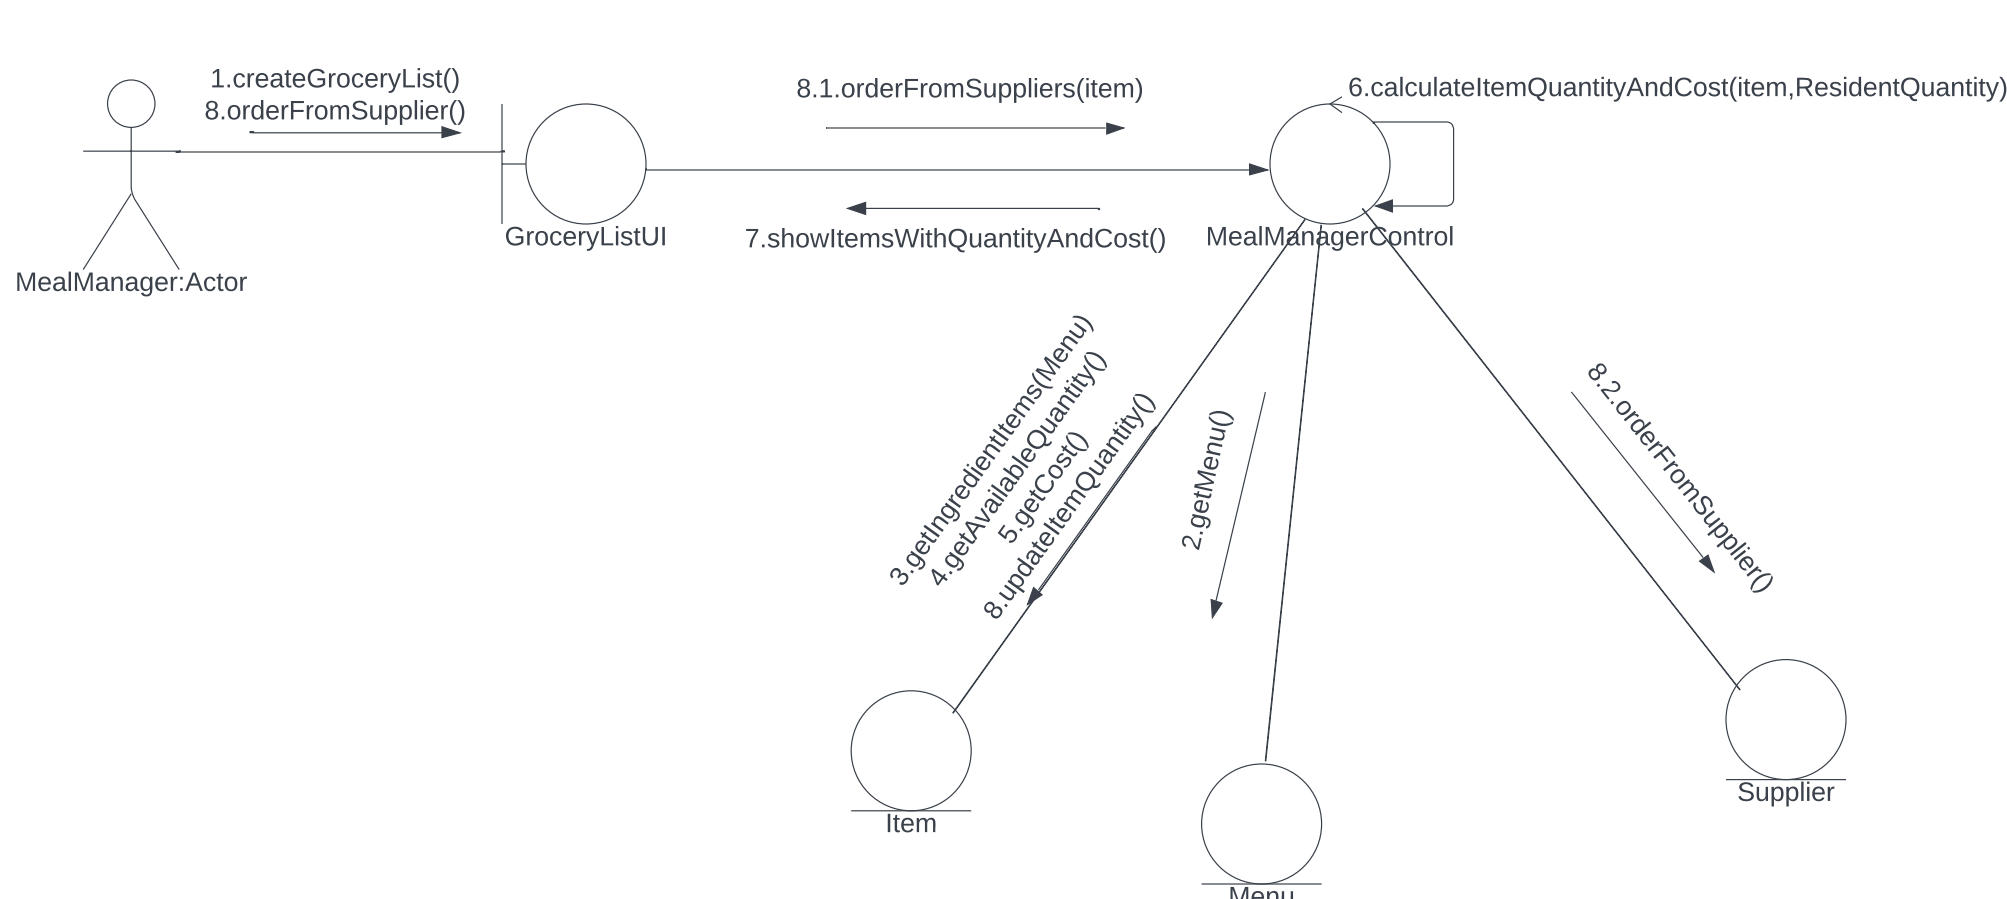 1.createGroceryList()
8.orderFromSupplier()
8.1.orderFromSuppliers(item)
6.calculateItemQuantityAndCost(item,ResidentQuantity)
MealManager:Actor
GroceryListUI
7.showItemsWithQuantityAndCost()
MealManagerControl
3.getIngredientItems(Menu)
4.getAvailableQuantity()
5.getCost()
8.updateItemQuantity()
2.getMenu()
8.2.orderFromSupplier()
Item
Menu
Supplier